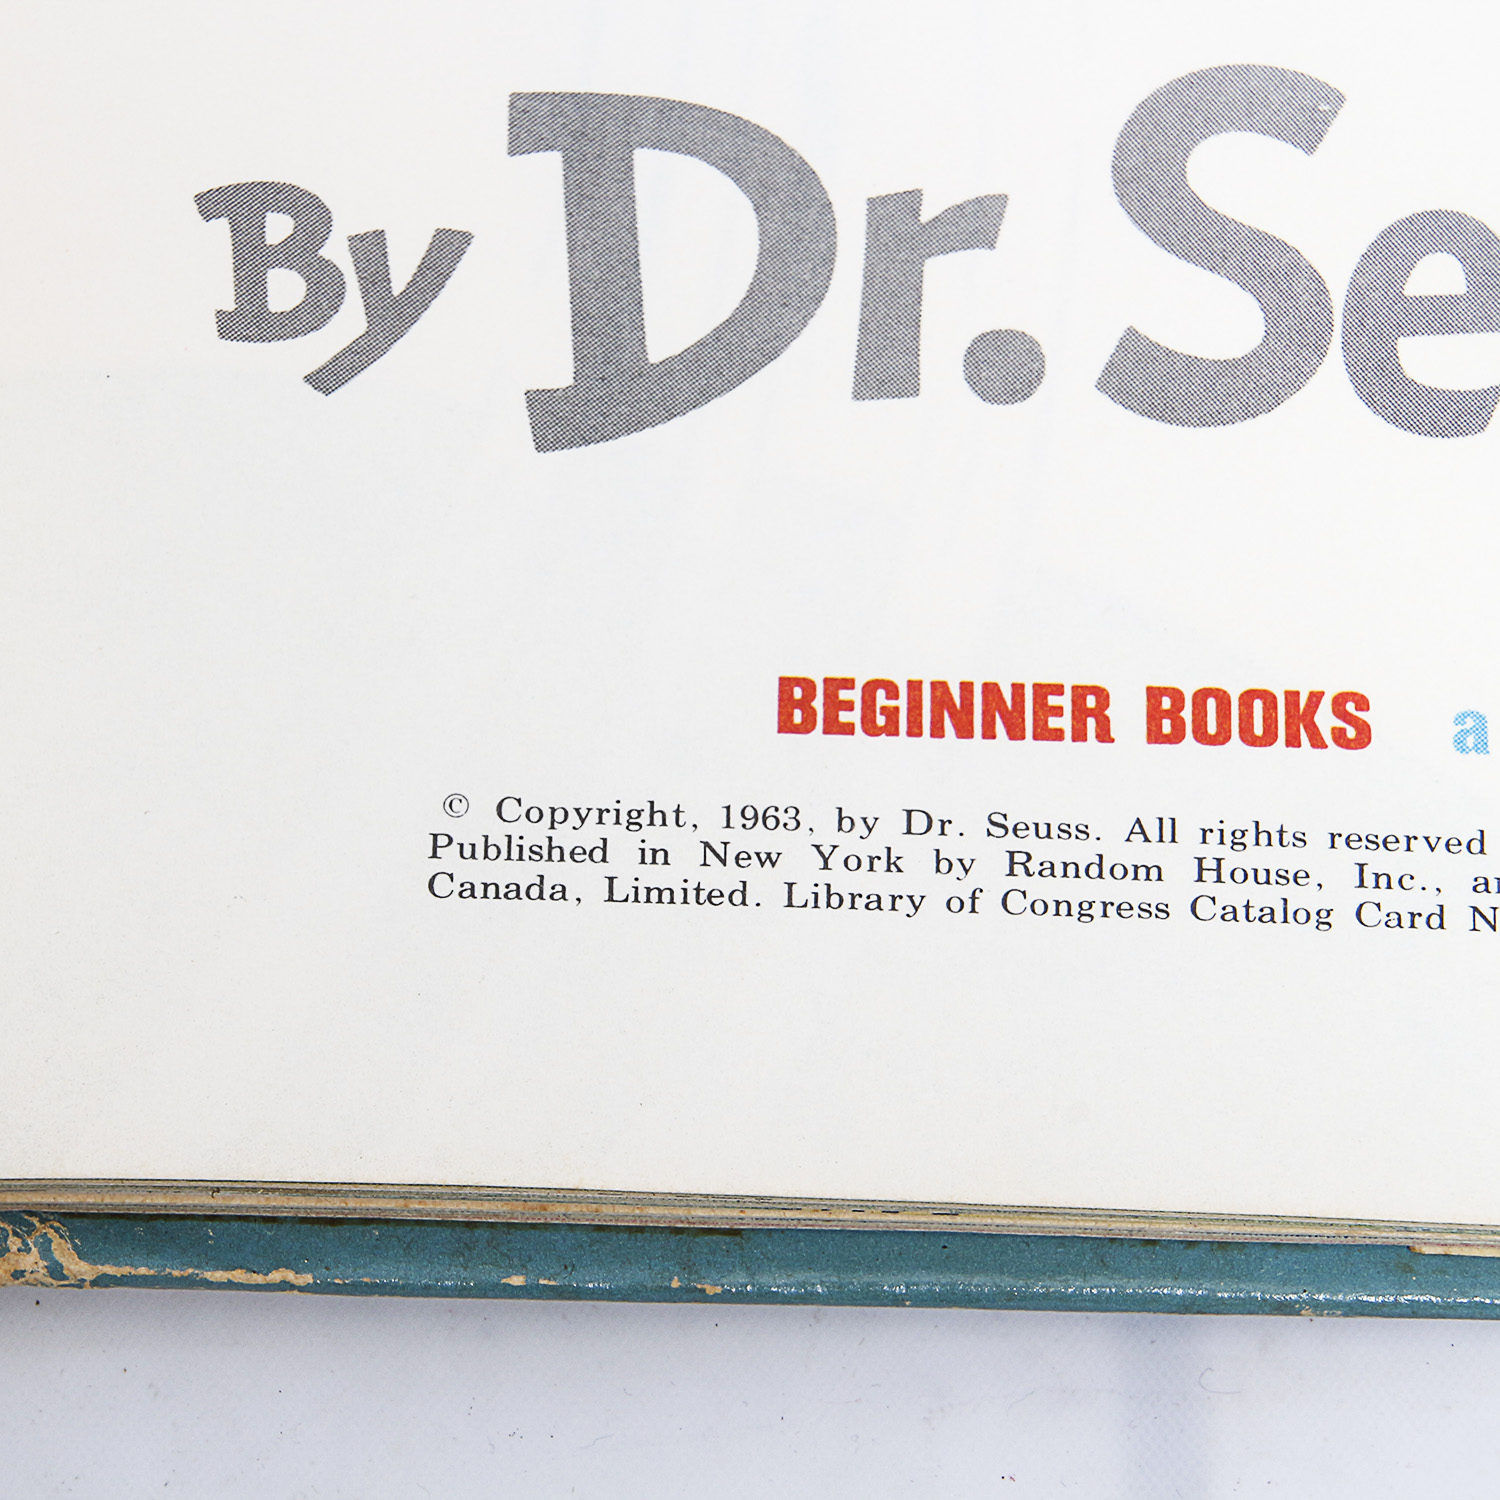 By Dr. Se
BEGINNER BOOKS a
© Copyright, 1963, by Dr. Seuss. All rights reserved
Published in New York by Random House, Inc., a
Canada, Limited. Library of Congress Catalog Card N